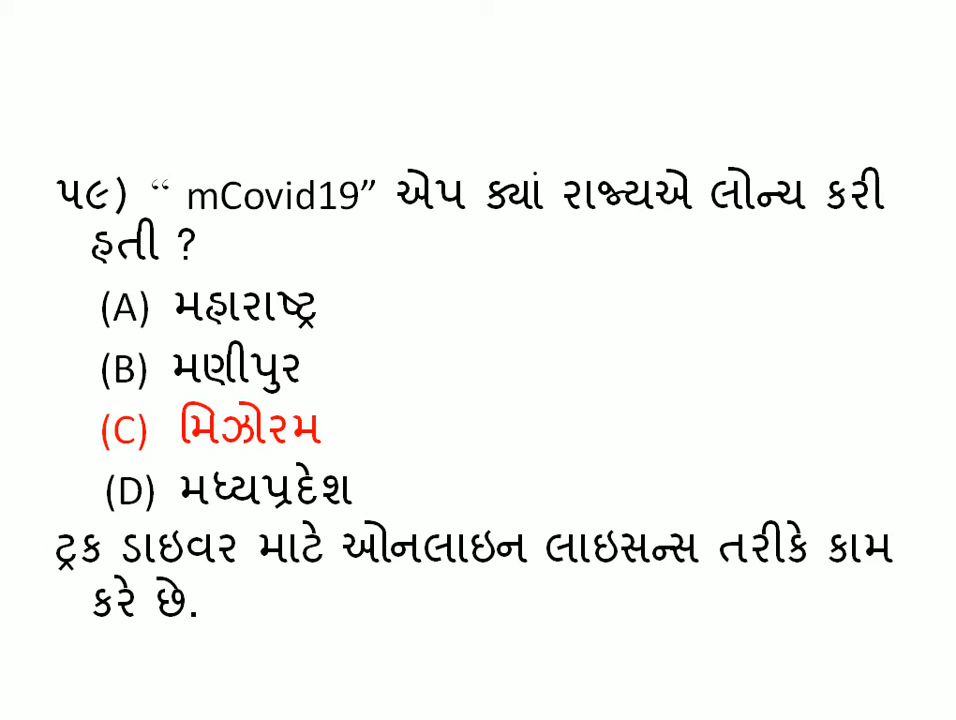 ૫૯) “ mCovid19” એપ ક્યાં રાજ્યએ લોન્ચ કરી
હતી ?
(A) મહારાષ્ટ્ર
(B) મણીપુર
(C) મિઝોરમ
(D) મધ્યપ્રદેશ
ટ્રક ડાઇવર માટે ઓનલાઇન લાઇસન્સ તરીકે કામ
કરે છે.